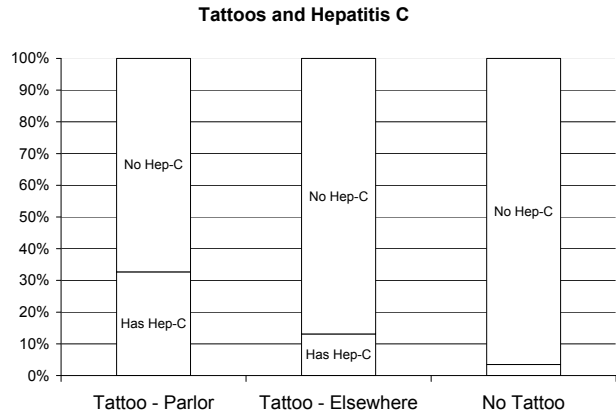 Tattoos and Hepatitis C
100%
90%
80%
70%
60%
50%
40%
30%
20%
10%
0%
No Hep-C
Has Hep-C
No Hep-C
Has Hep-C
No Hep-C
Tattoo - Parlor
Tattoo - Elsewhere
No Tattoo